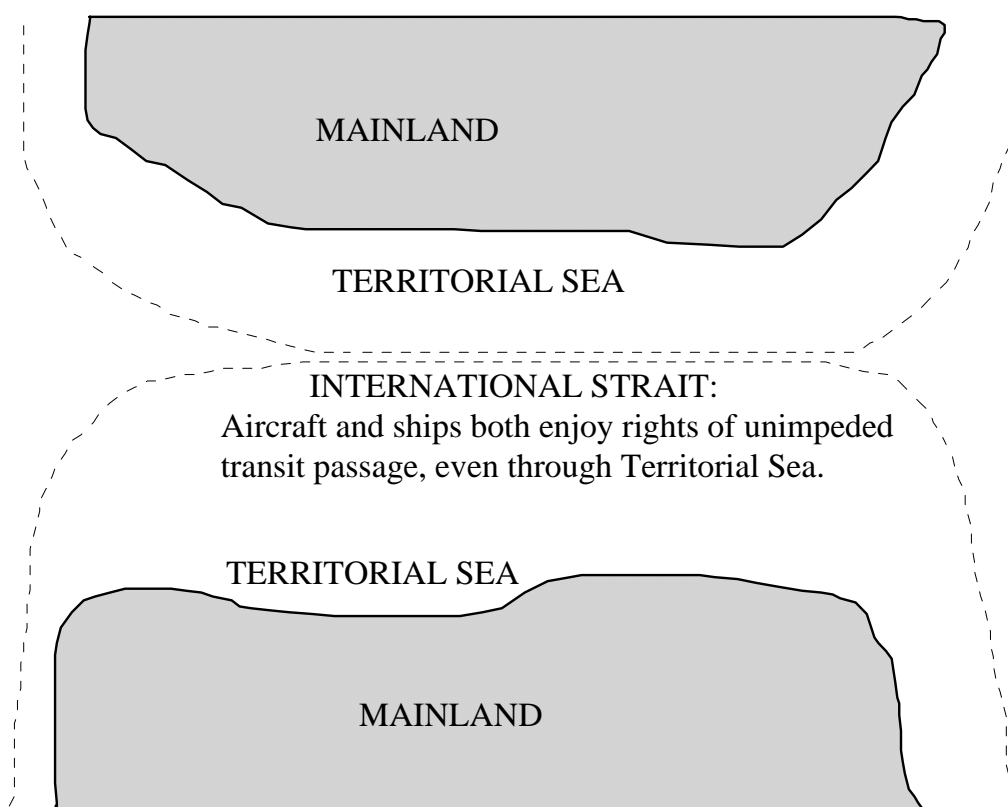 MAINLAND
TERRITORIAL SEA
INTERNATIONAL STRAIT:
Aircraft and ships both enjoy rights of unimpeded
transit passage, even through Territorial Sea.
TERRITORIAL SEA
MAINLAND